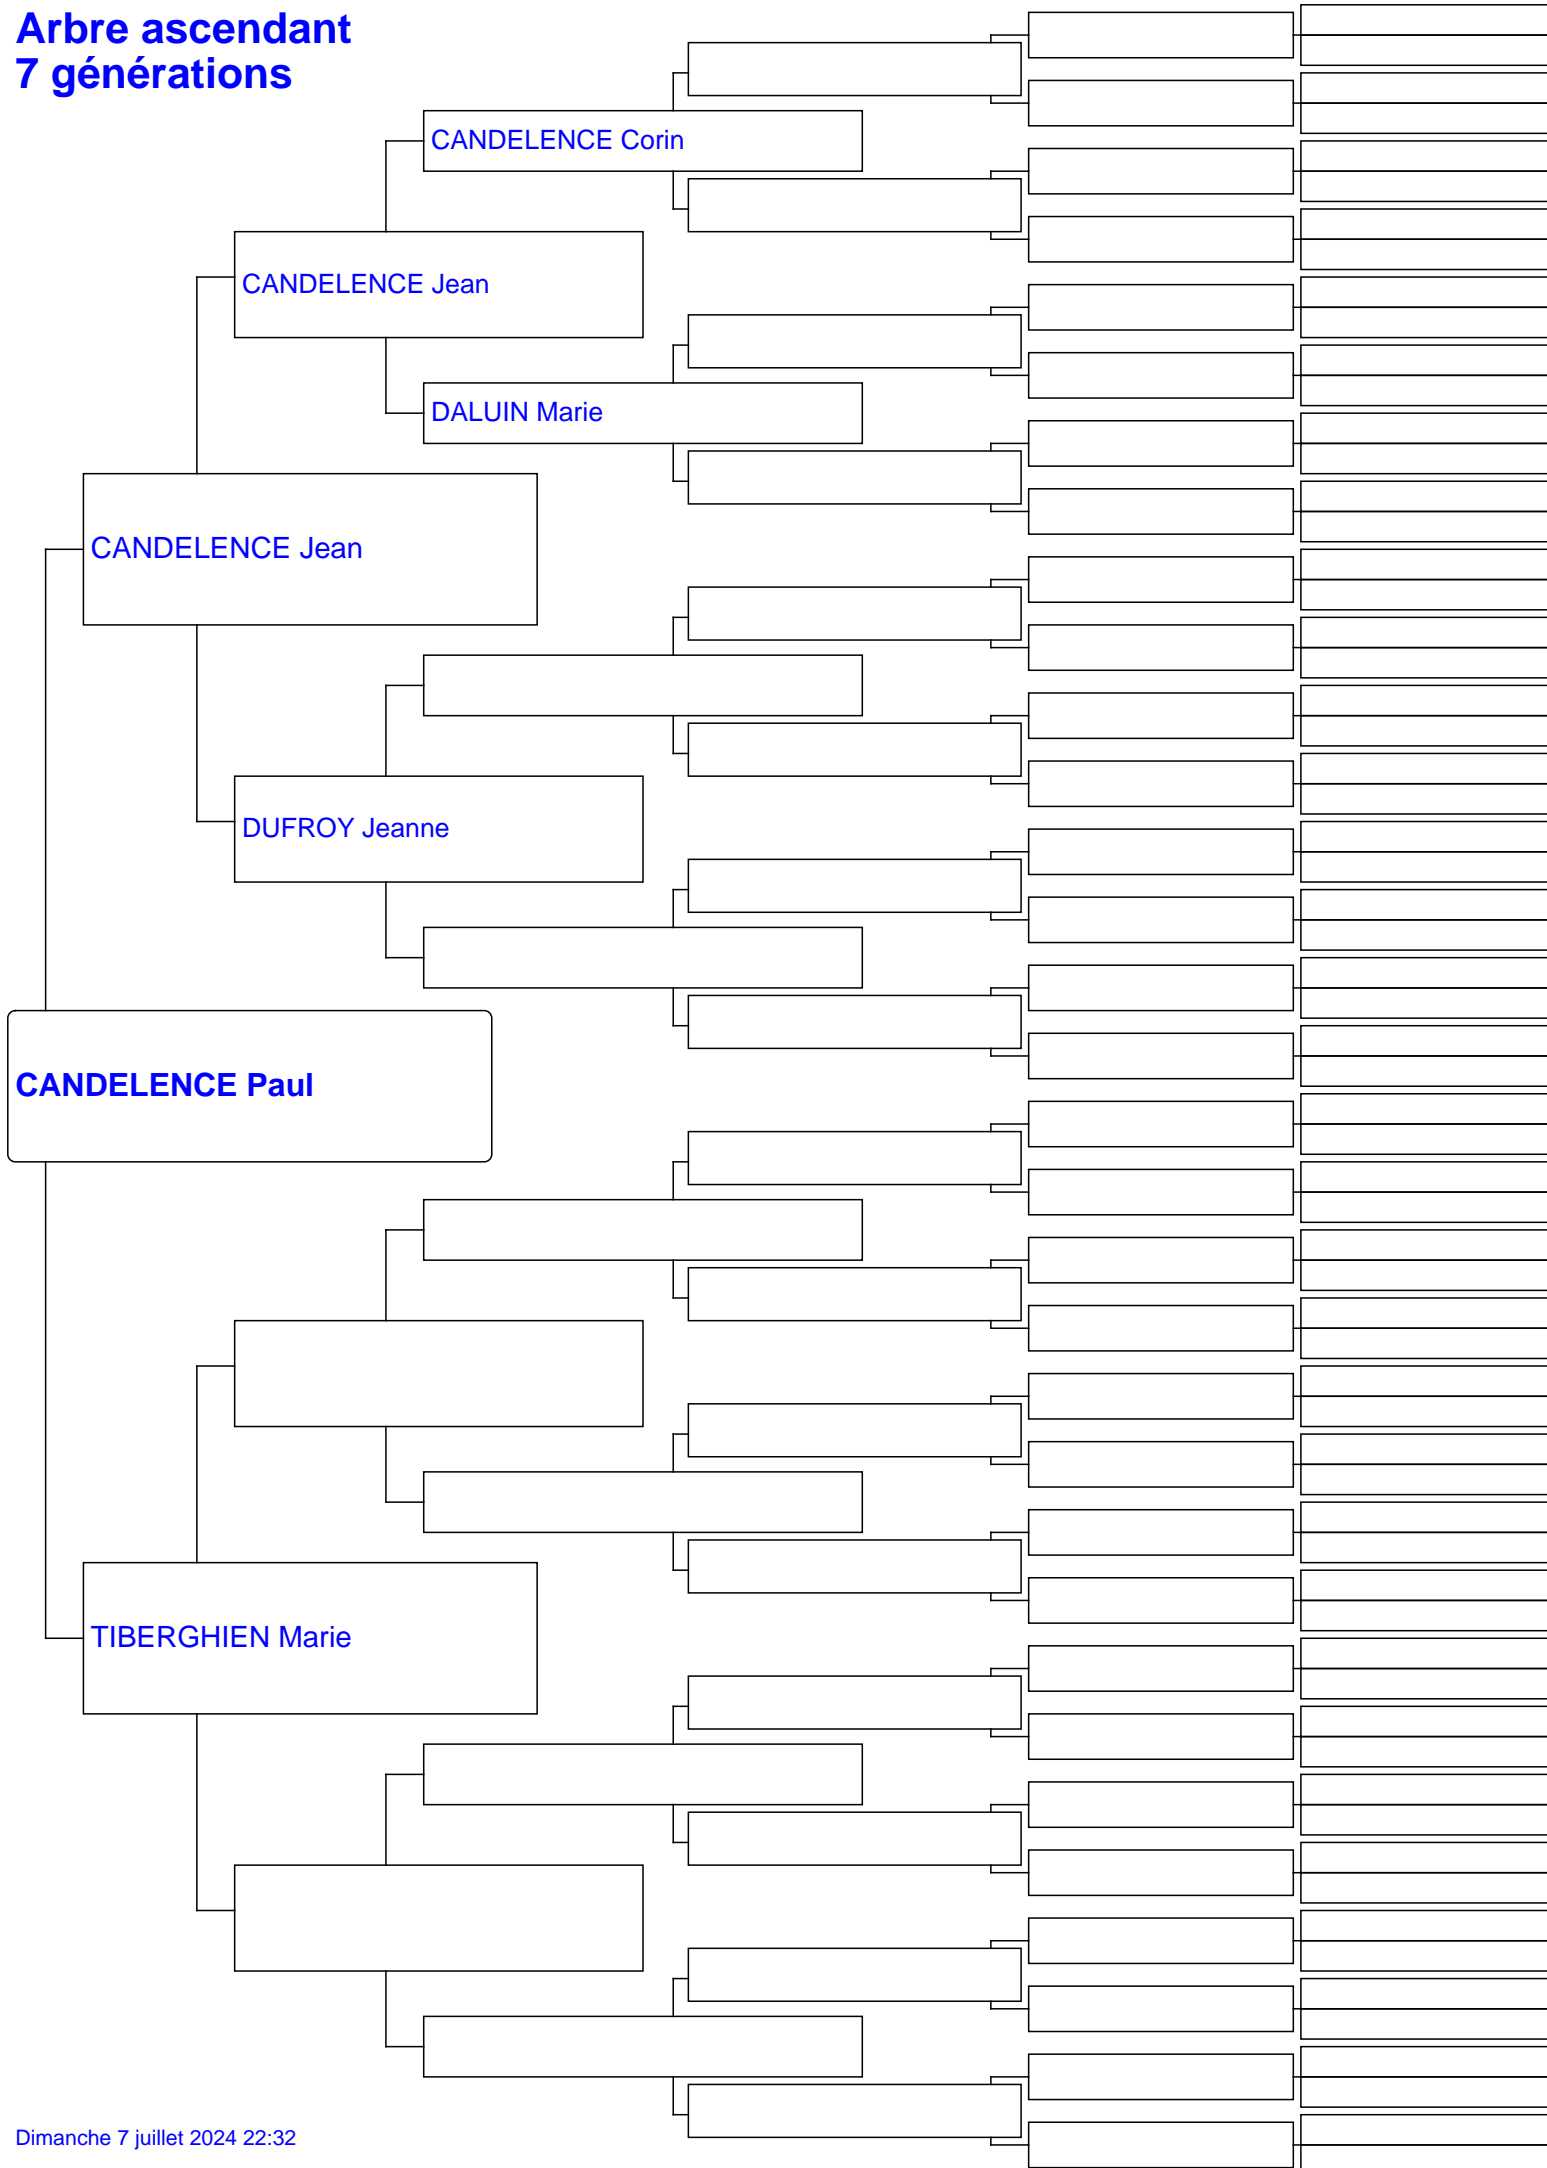 Arbre ascendant
7 générations
CANDELENCE Corin
CANDELENCE Jean
DALUIN Marie
CANDELENCE Jean
DUFROY Jeanne
CANDELENCE Paul
TIBERGHIEN Marie
Dimanche 7 juillet 2024 22:32